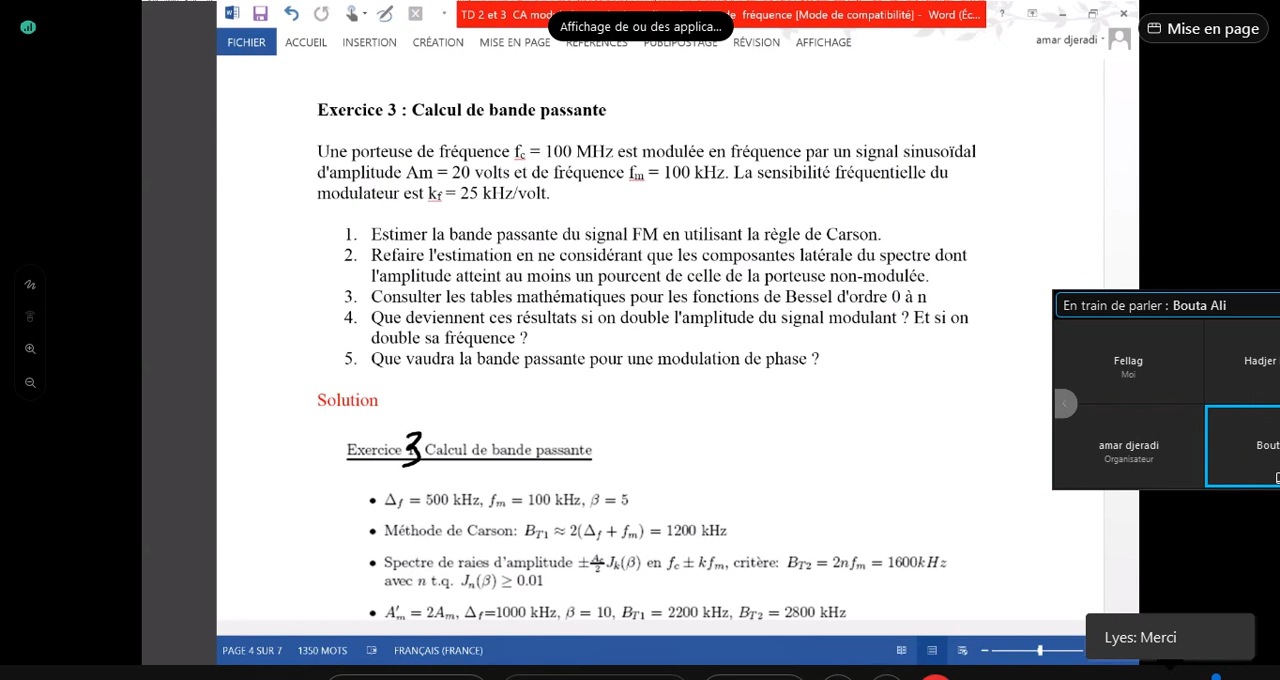 TD 2 et 3 CA mod
fréquence [Mode de compatibilité] - Word (Éc...
Affichage de ou des applica...
Mise en page
FICHIER ACCUEIL INSERTION CRÉATION MISE EN PAGE RÉFÉRENCES PUBLIPOSTAGE RÉVISION AFFICHAGE
amar djeradi
Exercice 3 : Calcul de bande passante
Une porteuse de fréquence fc = 100 MHz est modulée en fréquence par un signal sinusoïdal
d'amplitude Am = 20 volts et de fréquence fm = 100 kHz. La sensibilité fréquentielle du
modulateur est kf = 25 kHz/volt.
1. Estimer la bande passante du signal FM en utilisant la règle de Carson.
2. Refaire l'estimation en ne considérant que les composantes latérale du spectre dont
l'amplitude atteint au moins un pourcent de celle de la porteuse non-modulée.
3. Consulter les tables mathématiques pour les fonctions de Bessel d'ordre 0 à n
4. Que deviennent ces résultats si on double l'amplitude du signal modulant ? Et si on
double sa fréquence ?
5. Que vaudra la bande passante pour une modulation de phase ?
Solution
Exercice 3 Calcul de bande passante
• Δf = 500 kHz, fm = 100 kHz, β = 5
• Méthode de Carson: BT1 ≈ 2(Δf + fm) = 1200 kHz
• Spectre de raies d'amplitude ±Ac/2 Jk(β) en fc ± kfm, critère: BT2 = 2nfm = 1600kHz
avec n t.q. Jn(β) ≥ 0.01
• A'm = 2Am, Δf=1000 kHz, β = 10, BT1 = 2200 kHz, BT2 = 2800 kHz
En train de parler : Bouta Ali
Fellag
Moi
Hadjer
amar djeradi
Organisateur
Bout
Lyes: Merci
PAGE 4 SUR 7 1350 MOTS FRANÇAIS (FRANCE)